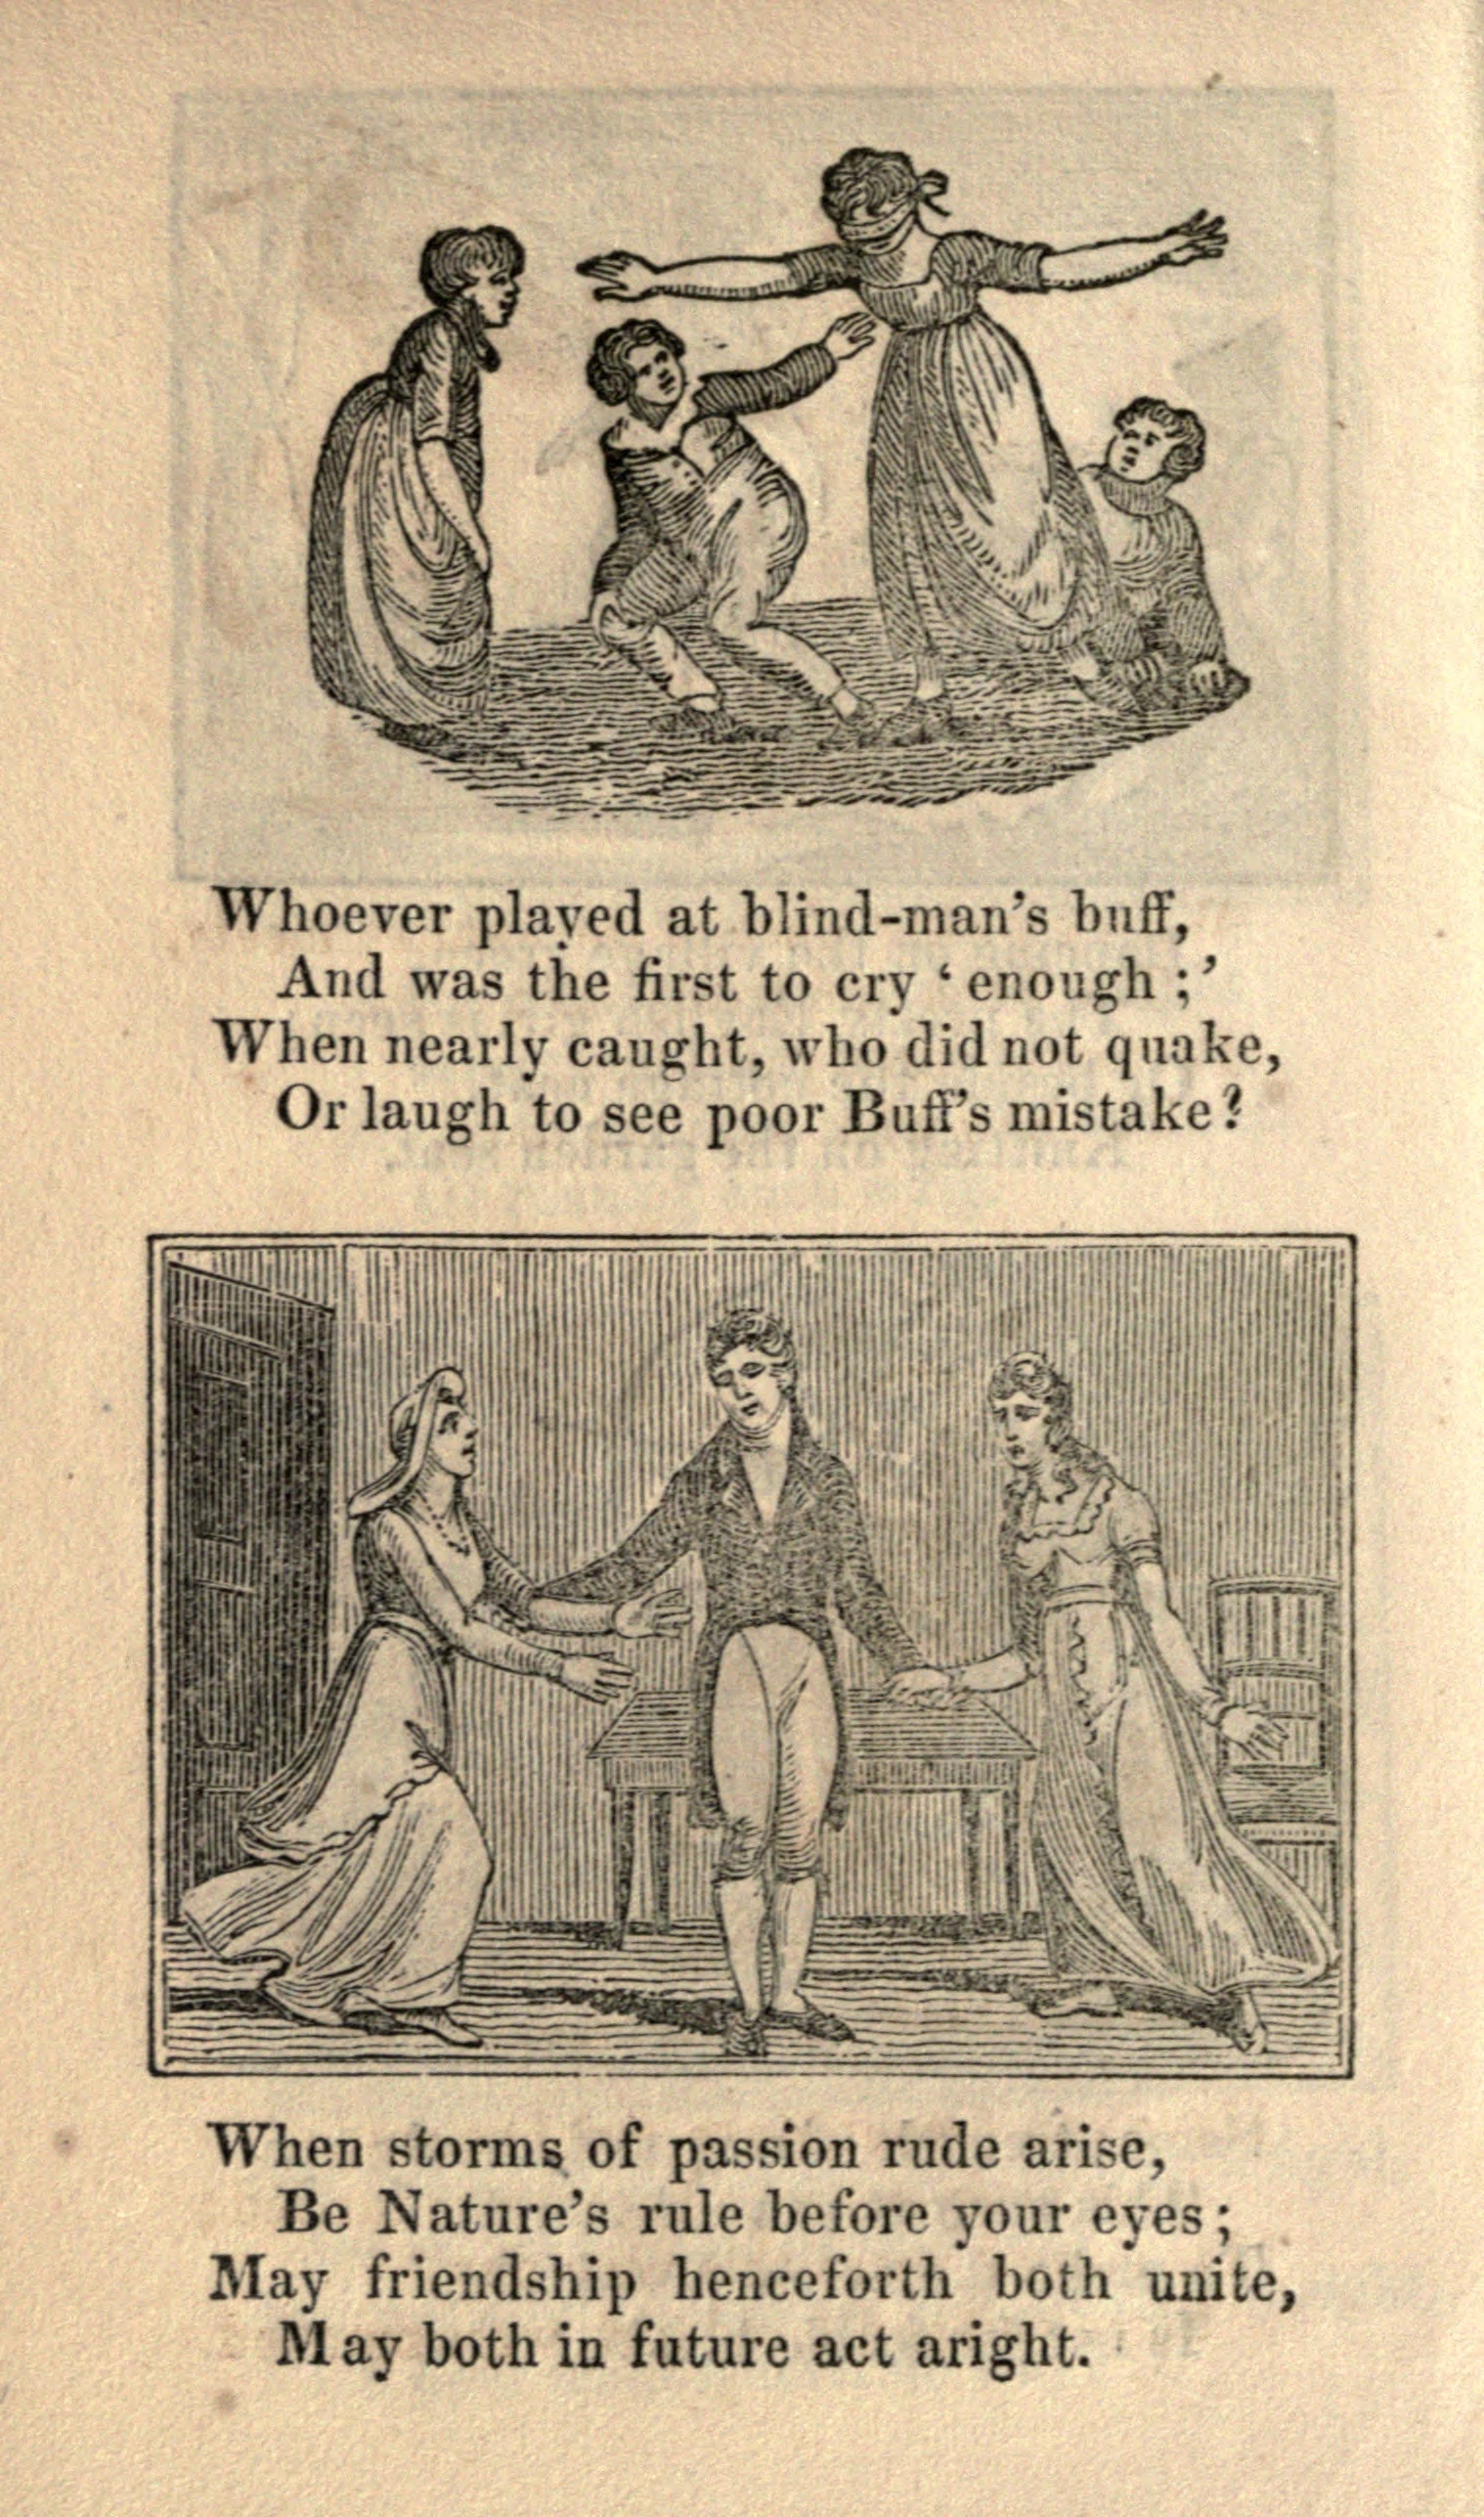 Whoever played at blind-man's buff,
And was the first to cry ‘ enough ; ’
When nearly caught, who did not quake,
Or laugh to see poor Buff's mistake?
When storms of passion rude arise,
Be Nature's rule before your eyes;
May friendship henceforth both unite,
May both in future act aright.